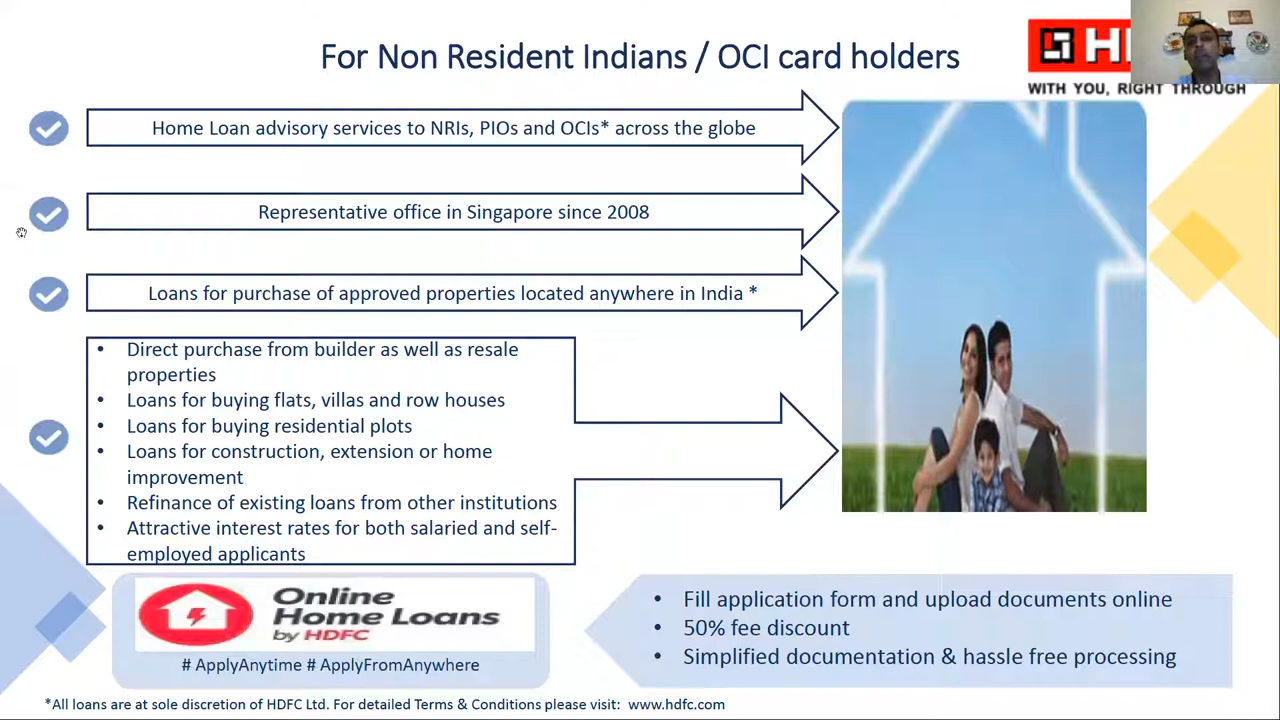 For Non Resident Indians / OCI card holders
WITH YOU, RIGHT THROUGH
Home Loan advisory services to NRIs, PIOs and OCIs* across the globe
Representative office in Singapore since 2008
Loans for purchase of approved properties located anywhere in India *
• Direct purchase from builder as well as resale
properties
• Loans for buying flats, villas and row houses
• Loans for buying residential plots
• Loans for construction, extension or home
improvement
• Refinance of existing loans from other institutions
• Attractive interest rates for both salaried and self-
employed applicants
Online
Home Loans
by HDFC
# ApplyAnytime # ApplyFromAnywhere
• Fill application form and upload documents online
• 50% fee discount
• Simplified documentation & hassle free processing
*All loans are at sole discretion of HDFC Ltd. For detailed Terms & Conditions please visit: www.hdfc.com